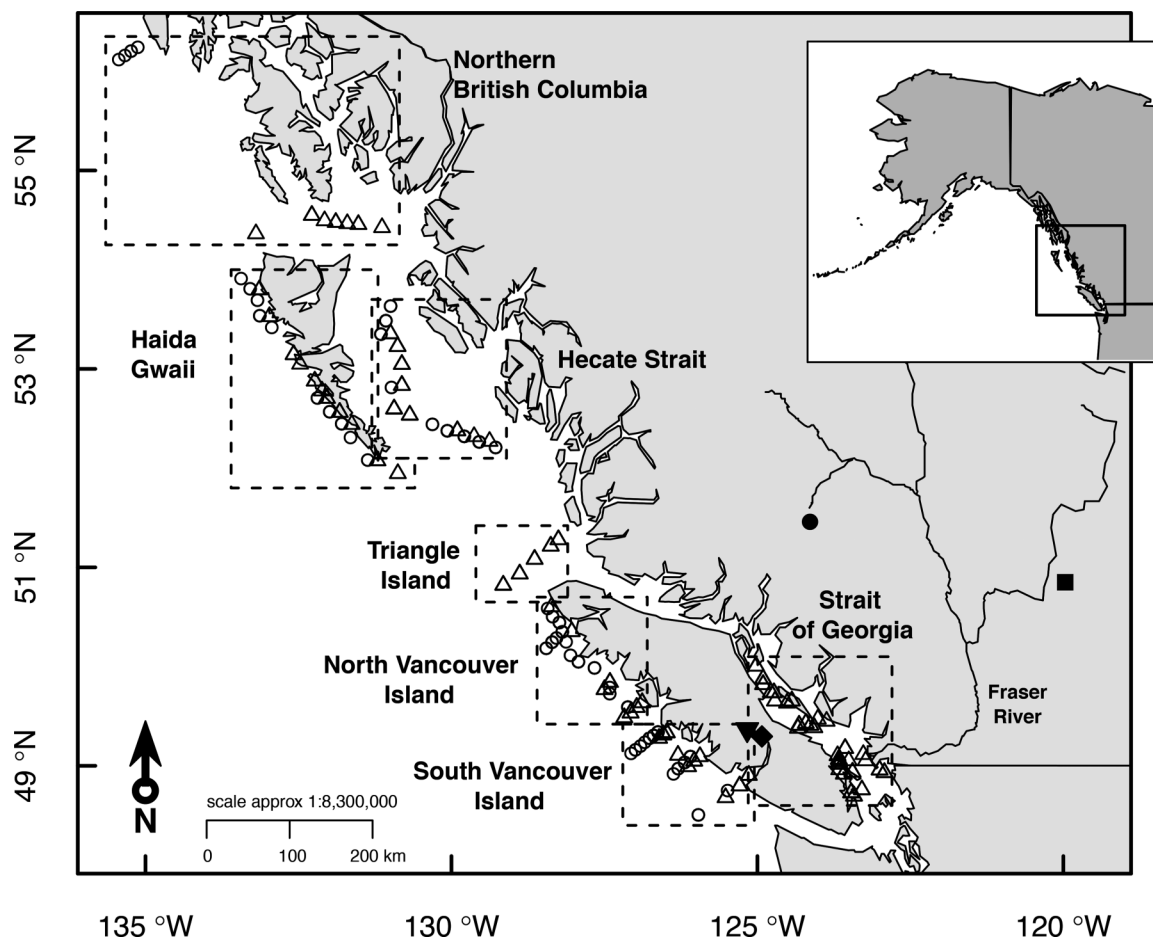 Northern
British Columbia
55 °N
Haida
Gwaii
53 °N
Hecate Strait
Triangle
Island
51 °N
Strait
of Georgia
North Vancouver
Island
Fraser
River
49 °N
South Vancouver
Island
scale approx 1:8,300,000
N
0 100 200 km
135 °W 130 °W 125 °W 120 °W